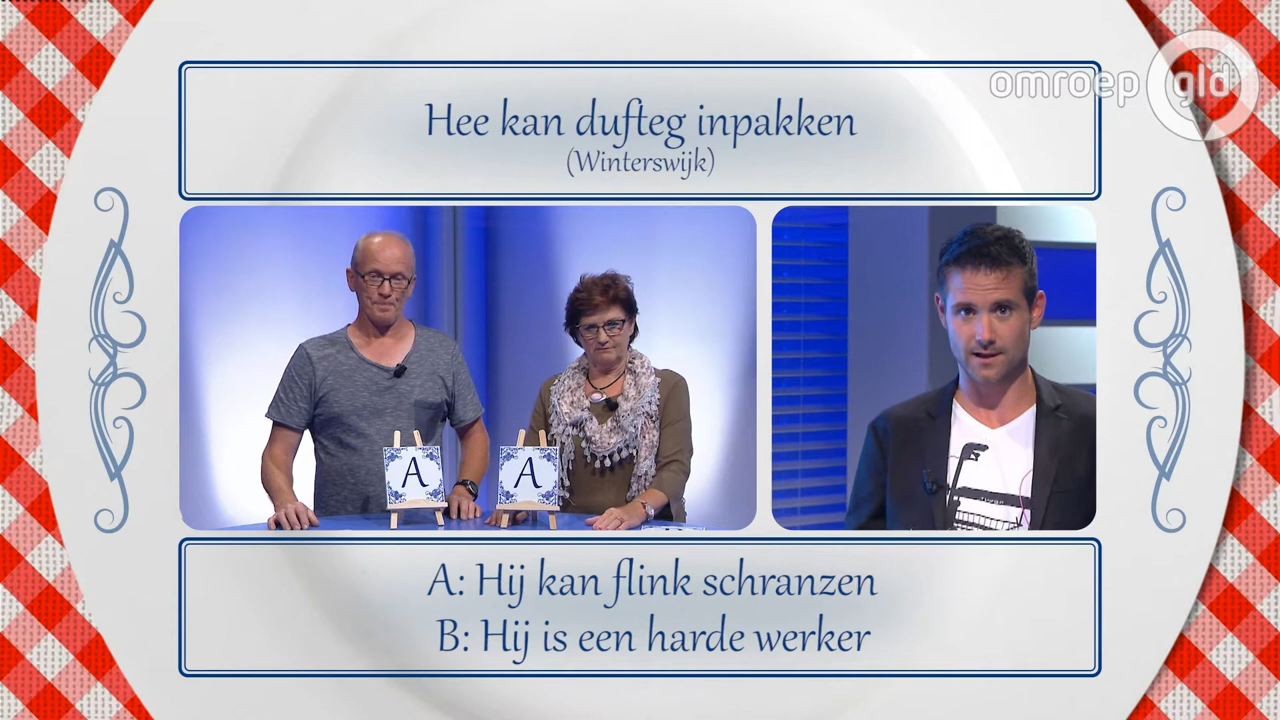 omroep gld
Hee kan dufteg inpakken
(Winterswijk)
A
A
A: Hij kan flink schranzen
B: Hij is een harde werker